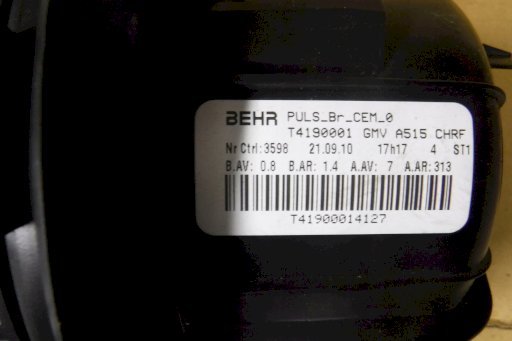 BEHR PULS_Br_CEM_0
T4190001 GMV A515 CHRF
Nr Ctrl:3598 21.09.10 17h17 4 ST1
B.AV: 0.8 B.AR: 1.4 A.AV: 7 A.AR:313
T41900014127